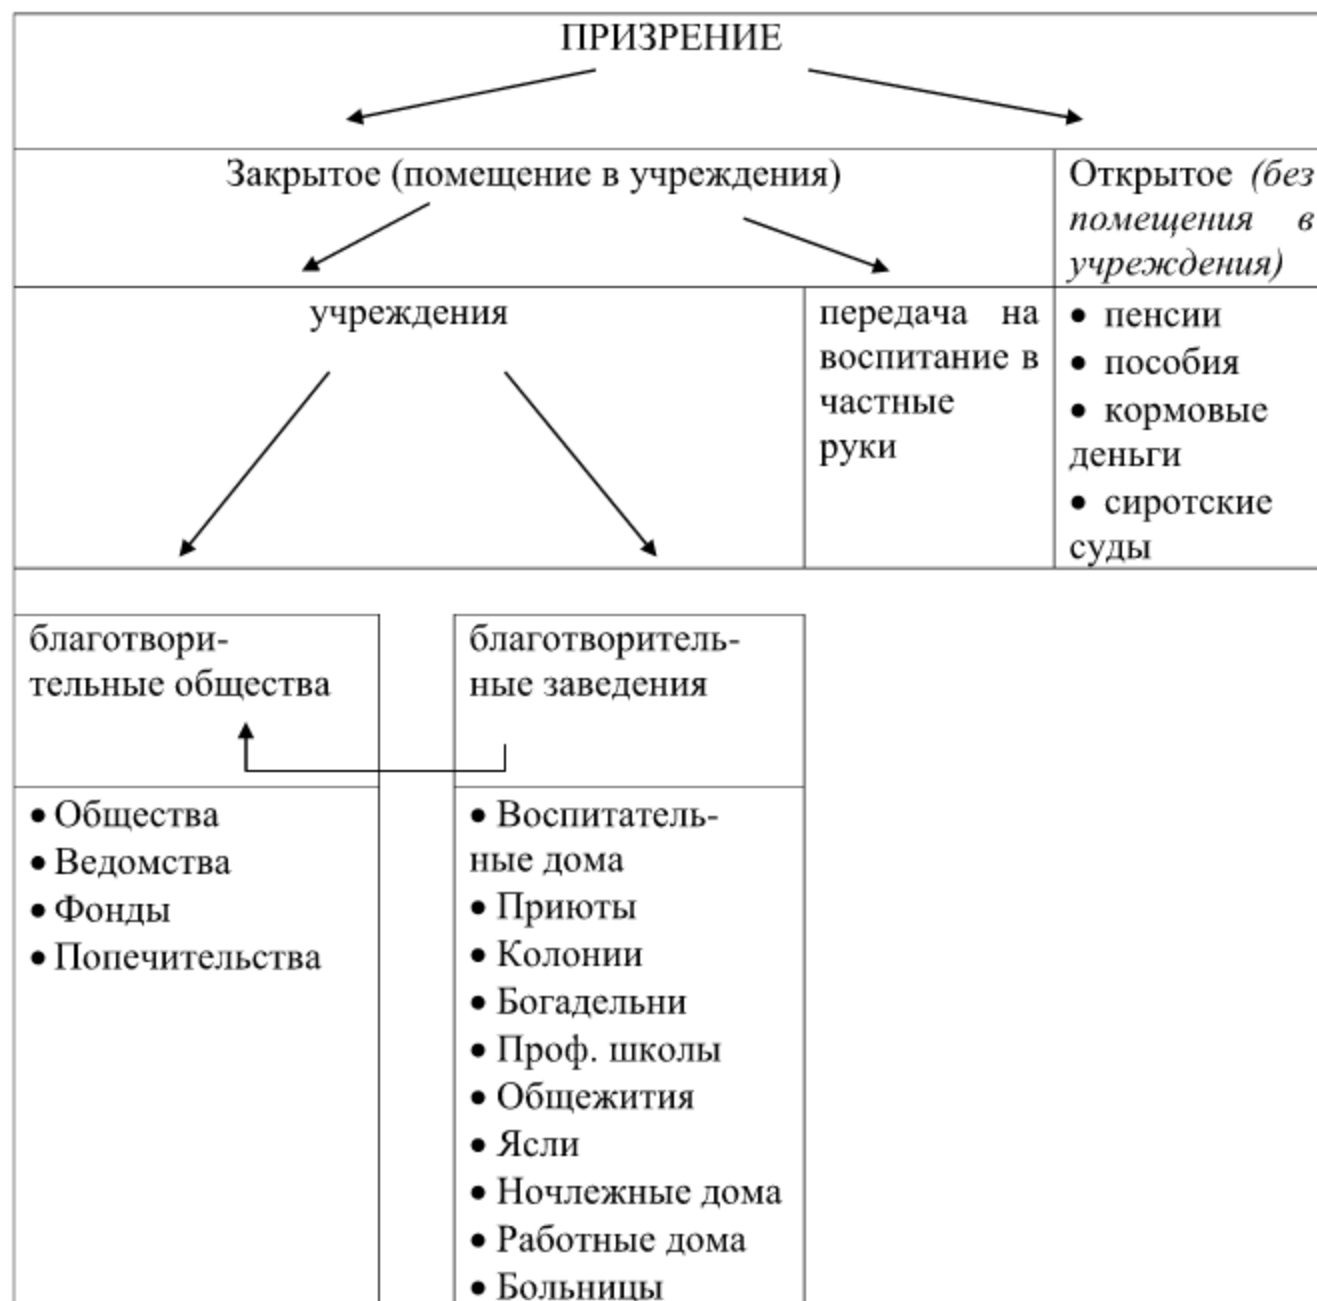 ПРИЗРЕНИЕ
Закрытое (помещение в учреждения)
Открытое (без
помещения в
учреждения)
учреждения
передача на
воспитание в
частные
руки
• пенсии
• пособия
• кормовые
деньги
• сиротские
суды
благотвори-
тельные общества
благотворитель-
ные заведения
• Общества
• Ведомства
• Фонды
• Попечительства
• Воспитатель-
ные дома
• Приюты
• Колонии
• Богадельни
• Проф. школы
• Общежития
• Ясли
• Ночлежные дома
• Работные дома
• Больницы